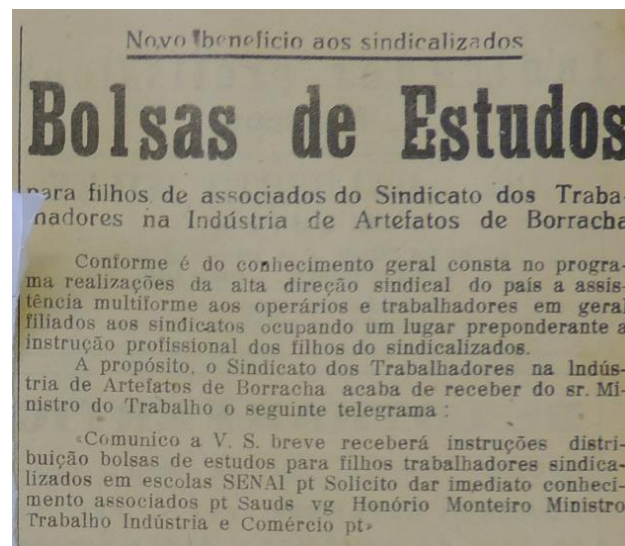 Novo beneficio aos sindicalizados
Bolsas de Estudos
para filhos de associados do Sindicato dos Traba-
hadores na Indústria de Artefatos de Borracha
Conforme é do conhecimento geral consta no progra-
ma realizações da alta direção sindical do país a assis-
tência multiforme aos operários e trabalhadores em geral
filiados aos sindicatos ocupando um lugar preponderante a
instrução profissional dos filhos do sindicalizados.
A propósito, o Sindicato dos Trabalhadores na Indús-
tria de Artefatos de Borracha acaba de receber do sr. Mi-
nistro do Trabalho o seguinte telegrama :
«Comunico a V. S. breve receberá instruções distri-
buição bolsas de estudos para filhos trabalhadores sindica-
lizados em escolas SENAI pt Solicito dar imediato conheci-
mento associados pt Sauds vg Honório Monteiro Ministro
Trabalho Indústria e Comércio pt»